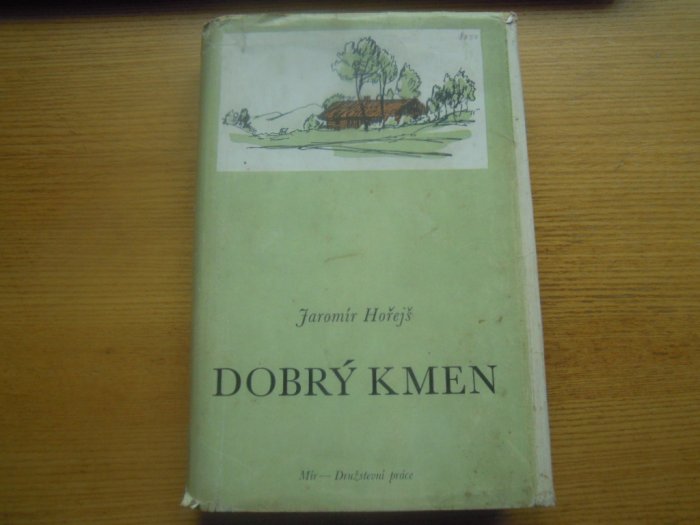 Jaromír Hořejš
DOBRÝ KMEN
Mír — Družstevní práce